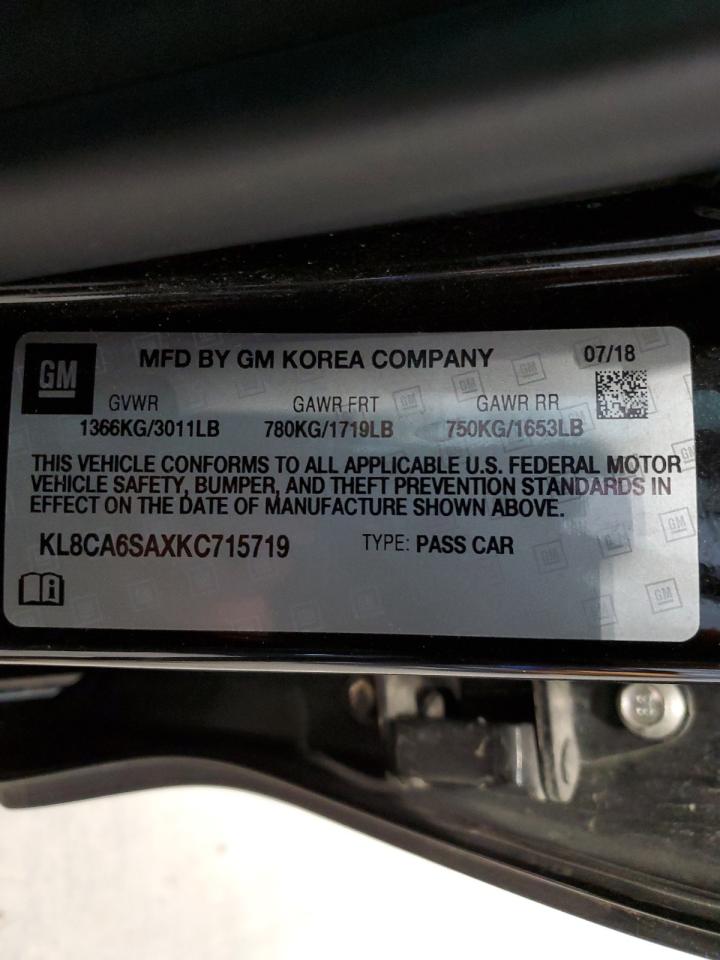 GM
MFD BY GM KOREA COMPANY 07/18
GVWR GAWR FRT GAWR RR
1366KG/3011LB 780KG/1719LB 750KG/1653LB
THIS VEHICLE CONFORMS TO ALL APPLICABLE U.S. FEDERAL MOTOR
VEHICLE SAFETY, BUMPER, AND THEFT PREVENTION STANDARDS IN
EFFECT ON THE DATE OF MANUFACTURE SHOWN ABOVE.
KL8CA6SAXKC715719 TYPE: PASS CAR